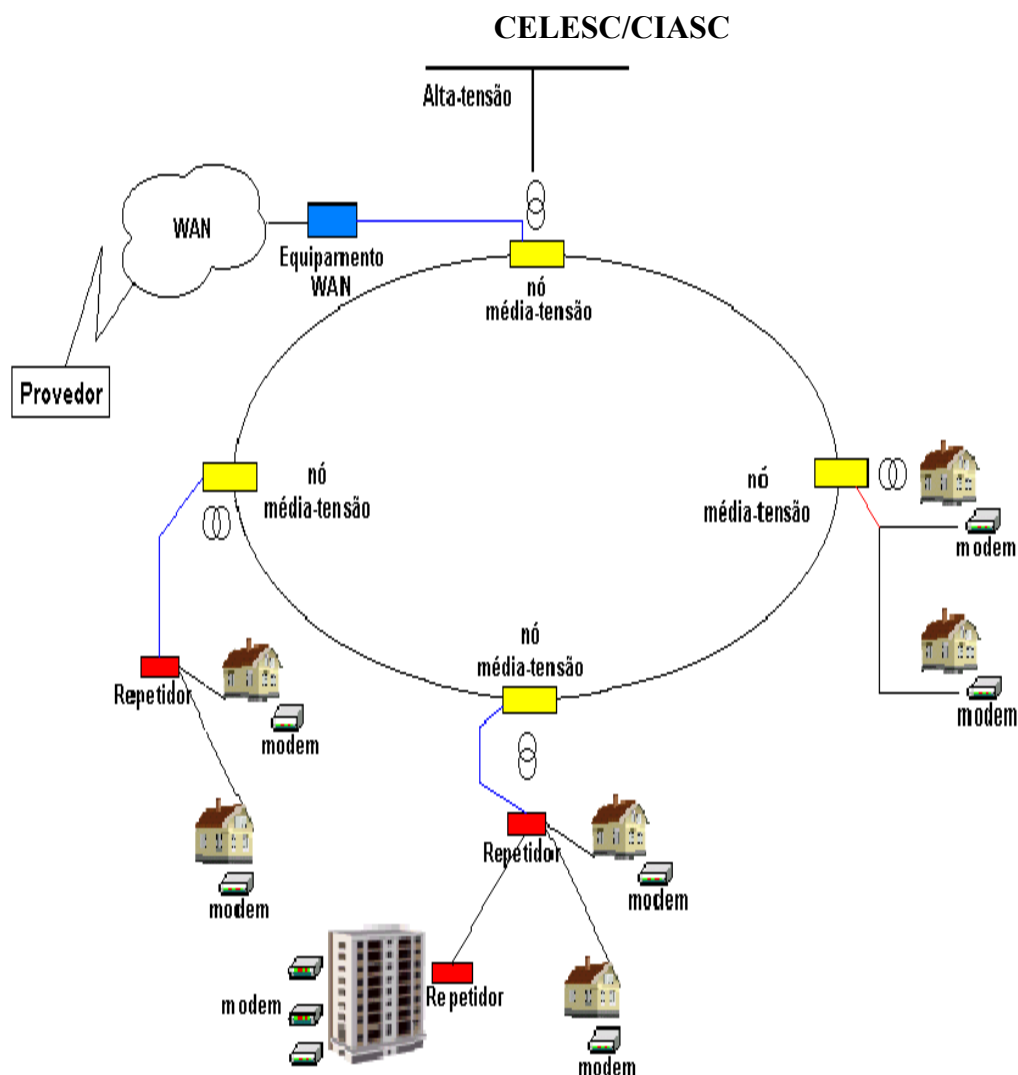 CELESC/CIASC
Alta-tensão
WAN
Equipamento
WAN
nó
média-tensão
Provedor
nó
média-tensão
nó
média-tensão
modem
modem
nó
média-tensão
Repetidor
modem
modem
Repetidor
modem
modem
Repetidor
modem